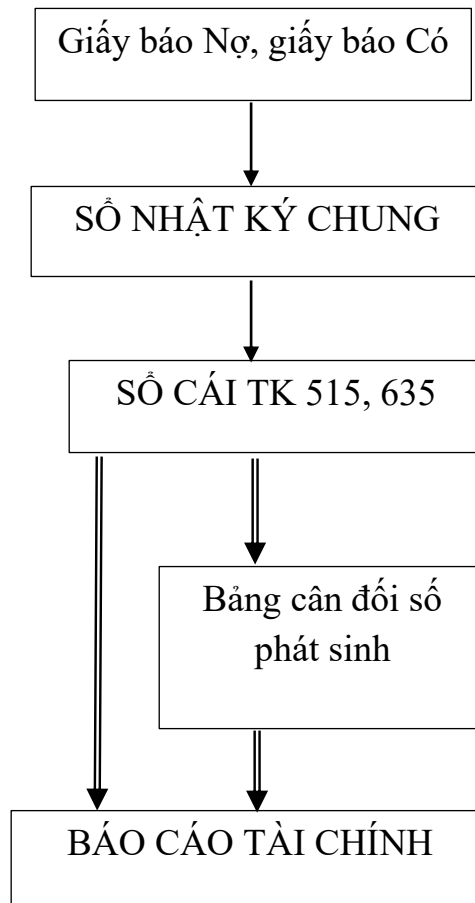 Giấy báo Nợ, giấy báo Có
SỔ NHẬT KÝ CHUNG
SỔ CÁI TK 515, 635
Bảng cân đối số
phát sinh
BÁO CÁO TÀI CHÍNH